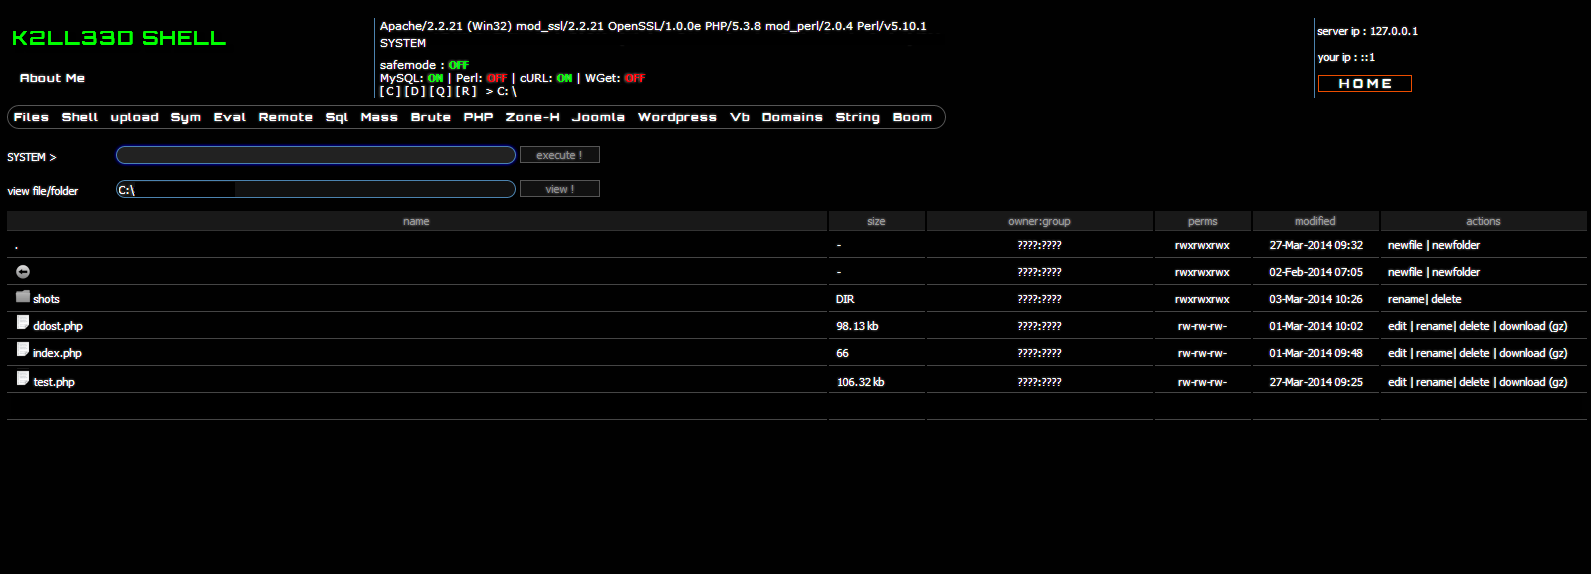 K2LL33D SHELL
About Me
Apache/2.2.21 (Win32) mod_ssl/2.2.21 OpenSSL/1.0.0e PHP/5.3.8 mod_perl/2.0.4 Perl/v5.10.1
SYSTEM
safemode : OFF
MySQL: ON | Perl: OFF | cURL: ON | WGet: OFF
[ C ] [ D ] [ Q ] [ R ] > C: \
server ip : 127.0.0.1
your ip : ::1
HOME
Files Shell upload Sym Eval Remote Sql Mass Brute PHP Zone-H Joomla Wordpress Vb Domains String Boom
SYSTEM > execute !
view file/folder C:\ view !
name size owner:group perms modified actions
. - ????:???? rwxrwxrwx 27-Mar-2014 09:32 newfile | newfolder
- ????:???? rwxrwxrwx 02-Feb-2014 07:05 newfile | newfolder
shots DIR ????:???? rwxrwxrwx 03-Mar-2014 10:26 rename| delete
ddost.php 98.13 kb ????:???? rw-rw-rw- 01-Mar-2014 10:02 edit | rename| delete | download (gz)
index.php 66 ????:???? rw-rw-rw- 01-Mar-2014 09:48 edit | rename| delete | download (gz)
test.php 106.32 kb ????:???? rw-rw-rw- 27-Mar-2014 09:25 edit | rename| delete | download (gz)